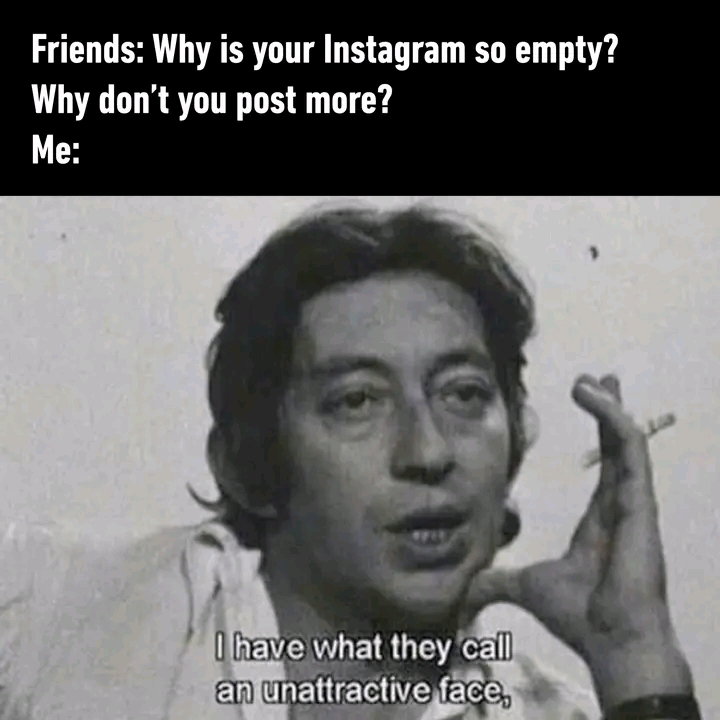 Friends: Why is your Instagram so empty?
Why don’t you post more?
Me:
I have what they call
an unattractive face,